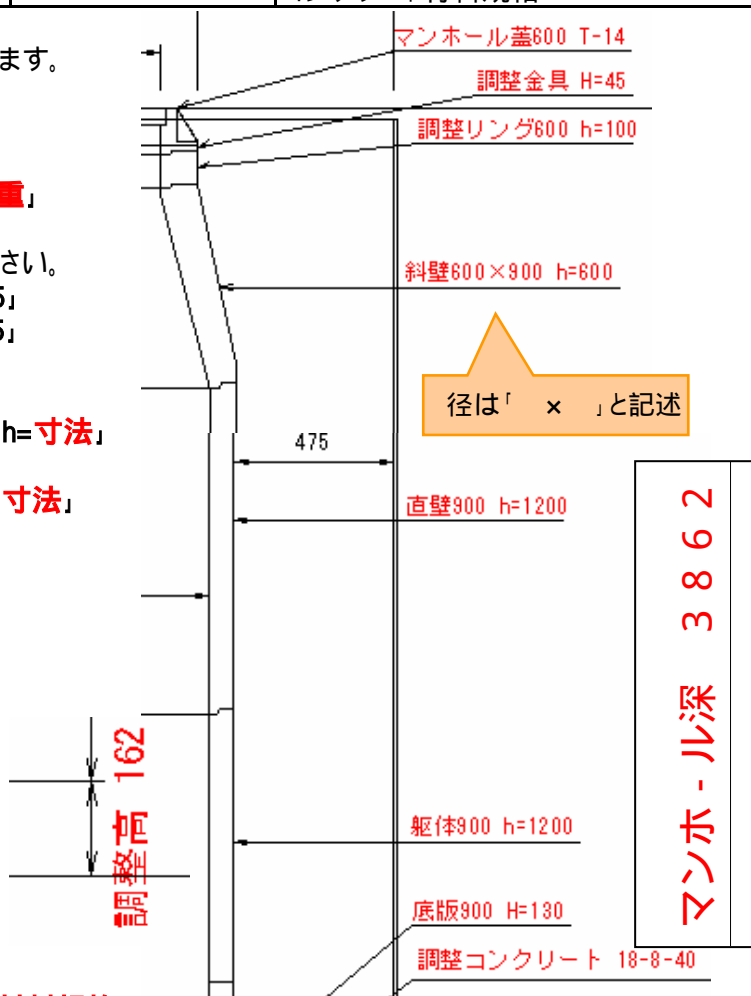 マンホール蓋600 T-14
ます。
調整金具 H=45
調整リング600 h=100
重」
さい。
斜壁600×900 h=600
5」
5」
径は「　×　」と記述
h=寸法」
475
寸法」
直壁900 h=1200
マンホ-ル深 3862
調整高 162
躯体900 h=1200
底版900 H=130
調整コンクリート 18-8-40